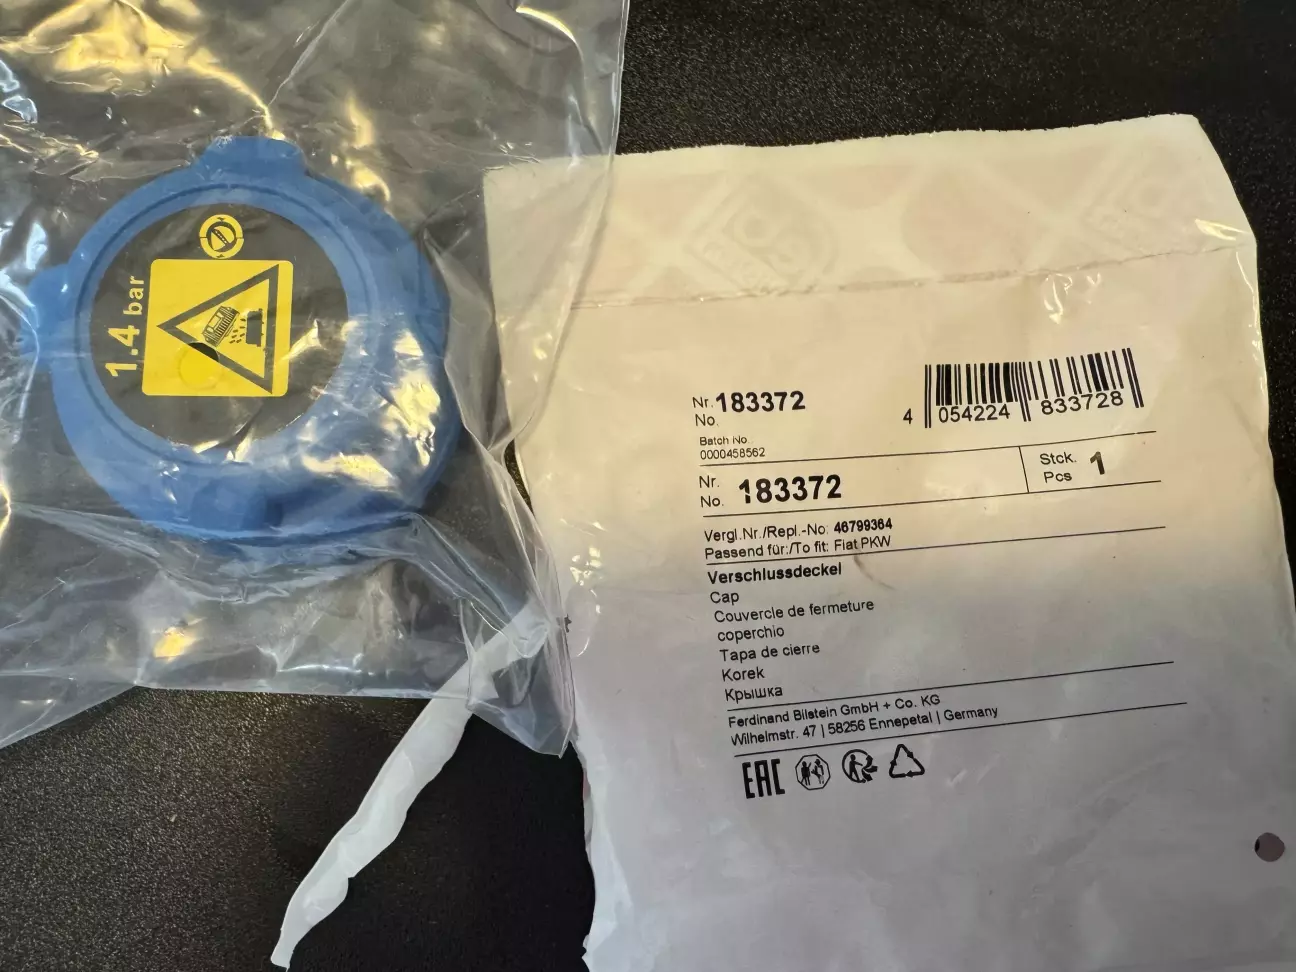 1.4 bar
Nr. 183372
No.
4 054224 833728
Batch No
0000458562
Nr.
No. 183372
Stck.
Pcs 1
Vergl.Nr./Repl.-No: 46799364
Passend für:/To fit: Fiat PKW
Verschlussdeckel
Cap
Couvercle de fermeture
coperchio
Tapa de cierre
Korek
Крышка
Ferdinand Bilstein GmbH + Co. KG
Wilhelmstr. 47 | 58256 Ennepetal | Germany
EAC